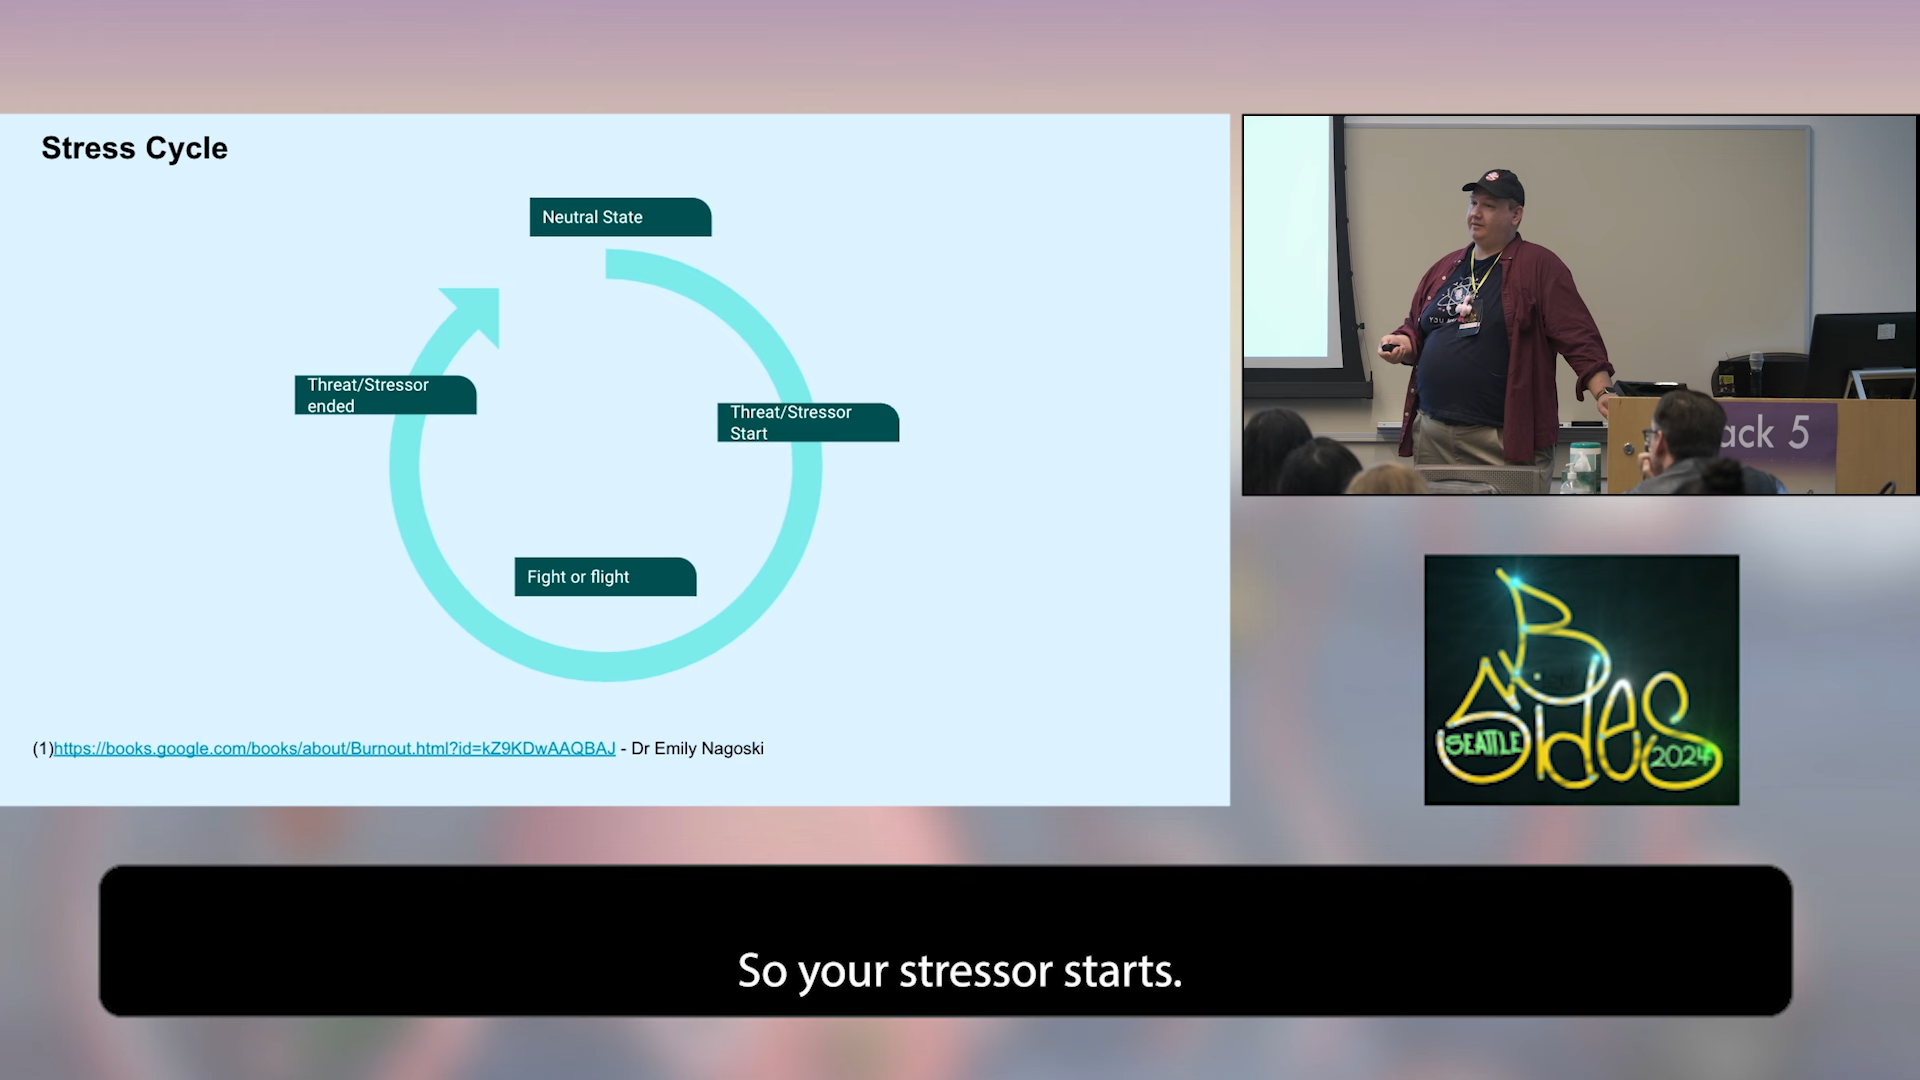 Stress Cycle
Neutral State
Threat/Stressor
ended
Threat/Stressor
Start
Fight or flight
(1)https://books.google.com/books/about/Burnout.html?id=kZ9KDwAAQBAJ - Dr Emily Nagoski
YOU
ack 5
BSides
SEATTLE
2024
So your stressor starts.